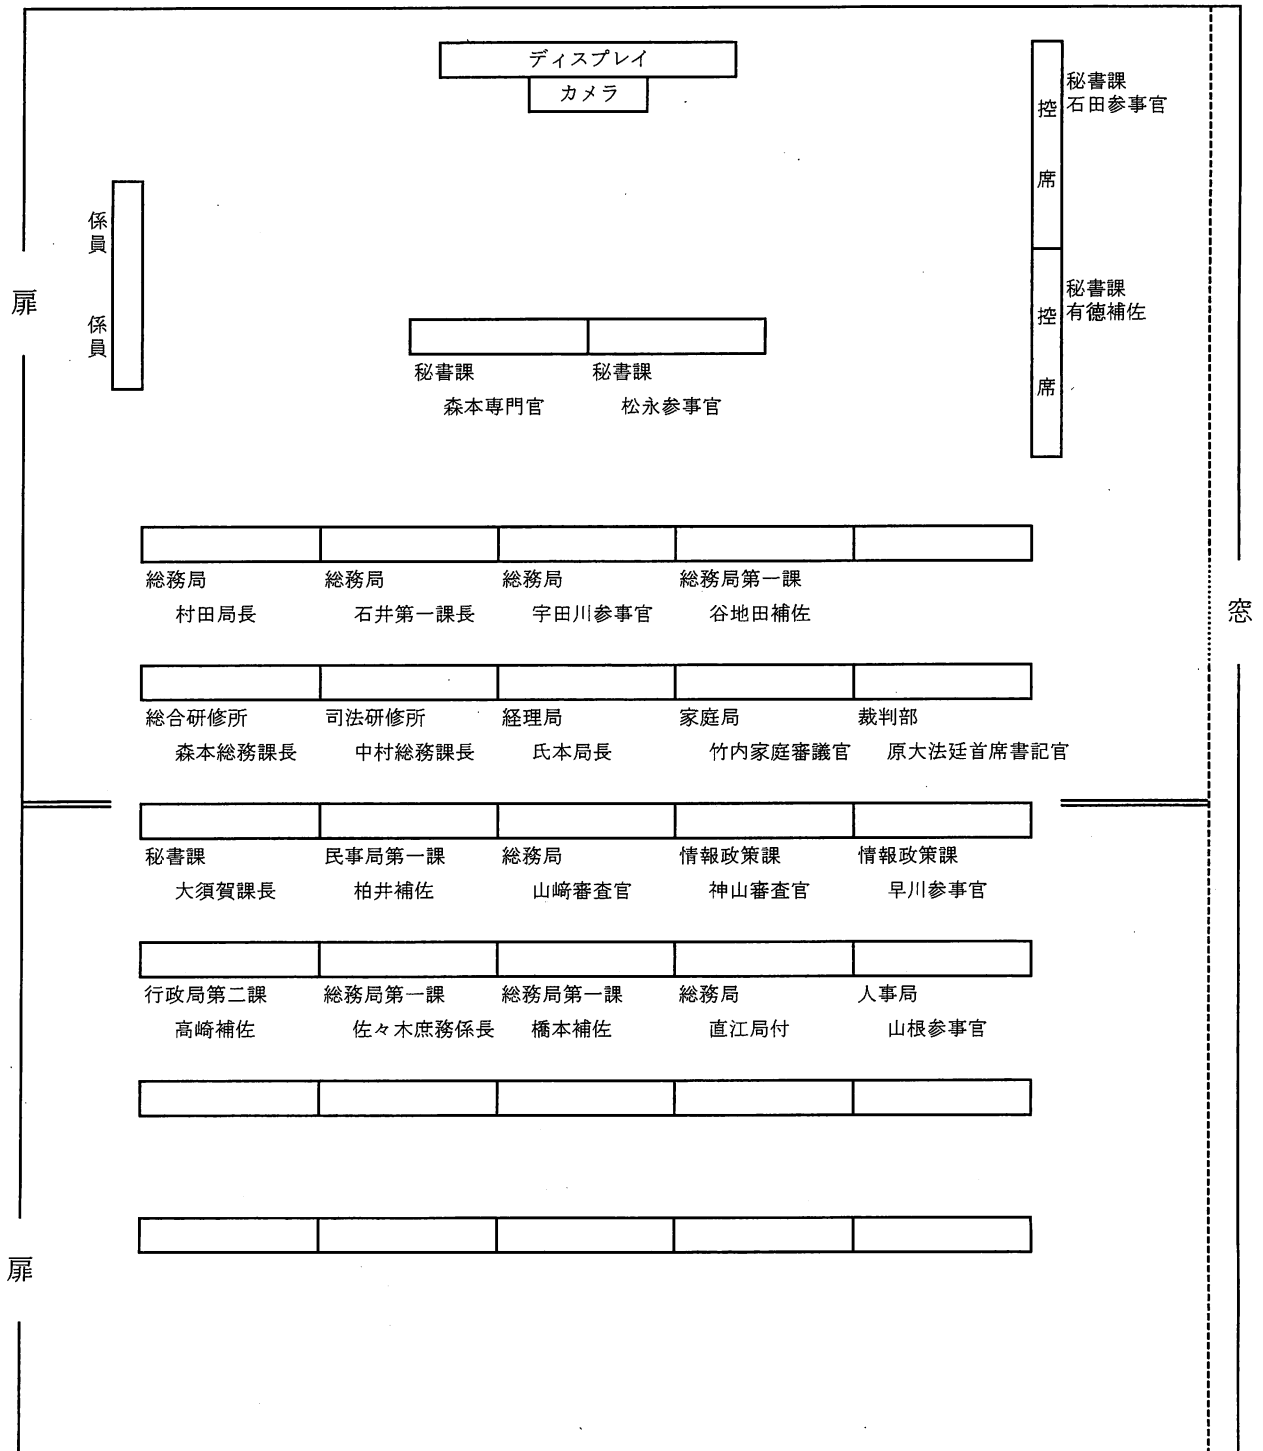 ディスプレイ
カメラ
控席
秘書課
石田参事官
係員
係員
扉
控席
秘書課
有德補佐
秘書課
森本専門官
秘書課
松永参事官
総務局
村田局長
総務局
石井第一課長
総務局
宇田川参事官
総務局第一課
谷地田補佐
窓
総合研修所
森本総務課長
司法研修所
中村総務課長
経理局
氏本局長
家庭局
竹内家庭審議官
裁判部
原大法廷首席書記官
秘書課
大須賀課長
民事局第一課
柏井補佐
総務局
山﨑審査官
情報政策課
神山審査官
情報政策課
早川参事官
行政局第二課
高崎補佐
総務局第一課
佐々木庶務係長
総務局第一課
橋本補佐
総務局
直江局付
人事局
山根参事官
扉